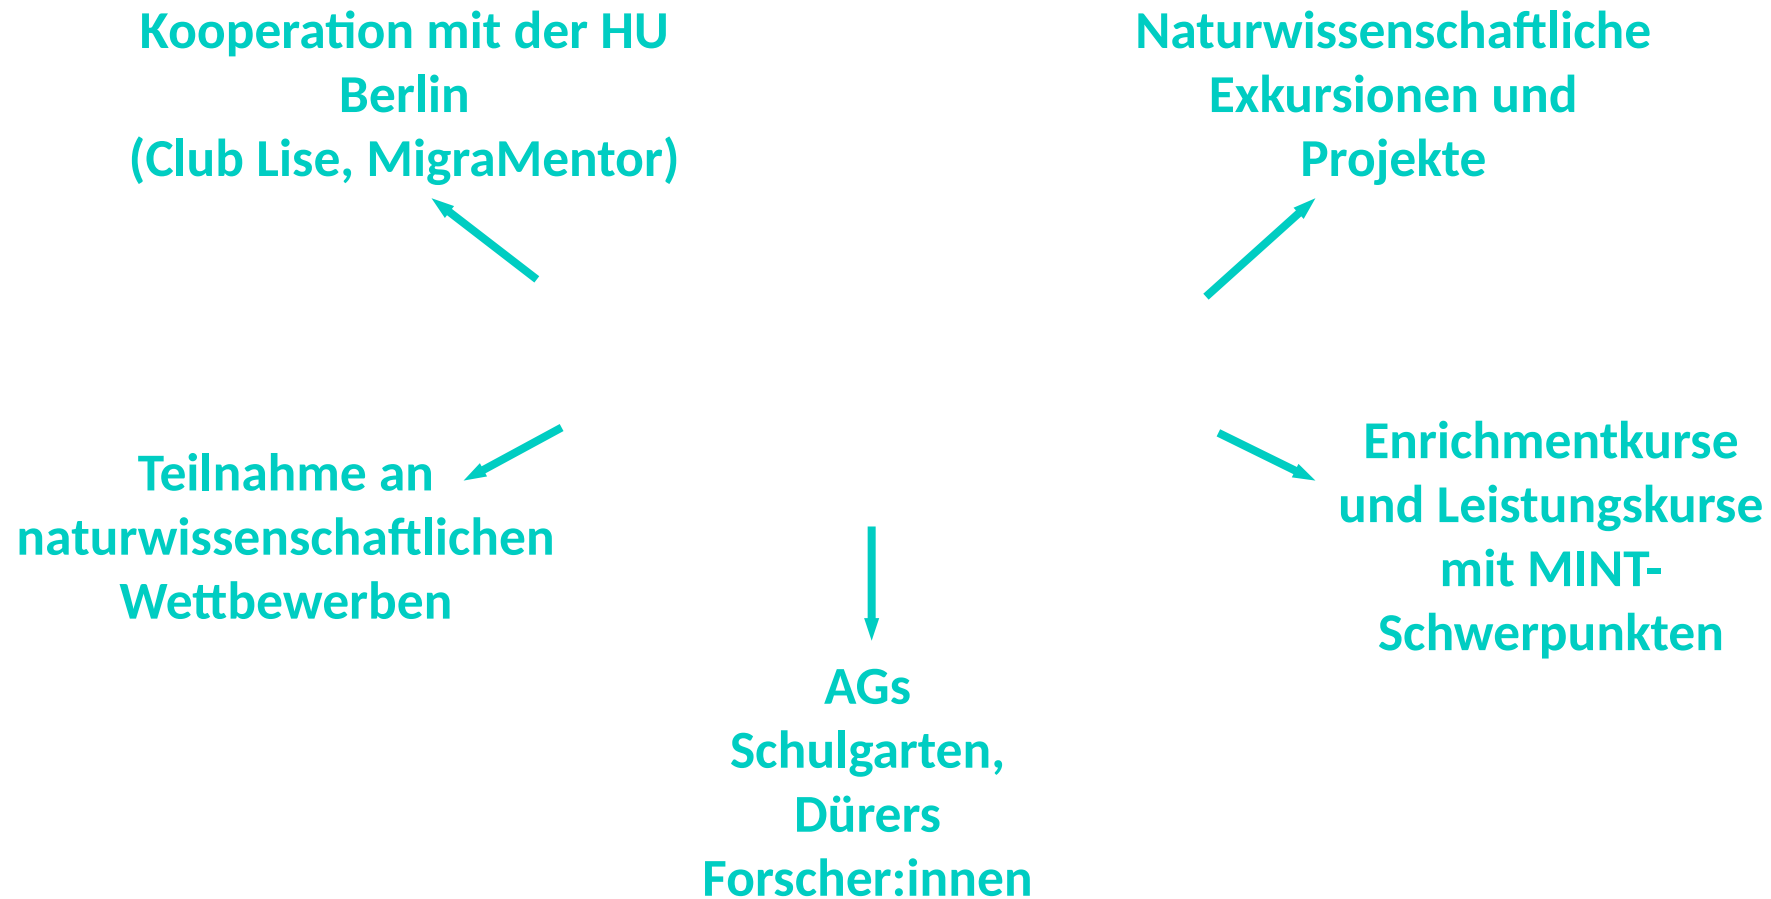 Kooperation mit der HU
Berlin
(Club Lise, MigraMentor)
Naturwissenschaftliche
Exkursionen und
Projekte
Teilnahme an
naturwissenschaftlichen
Wettbewerben
Enrichmentkurse
und Leistungskurse
mit MINT-
Schwerpunkten
AGs
Schulgarten,
Dürers
Forscher:innen